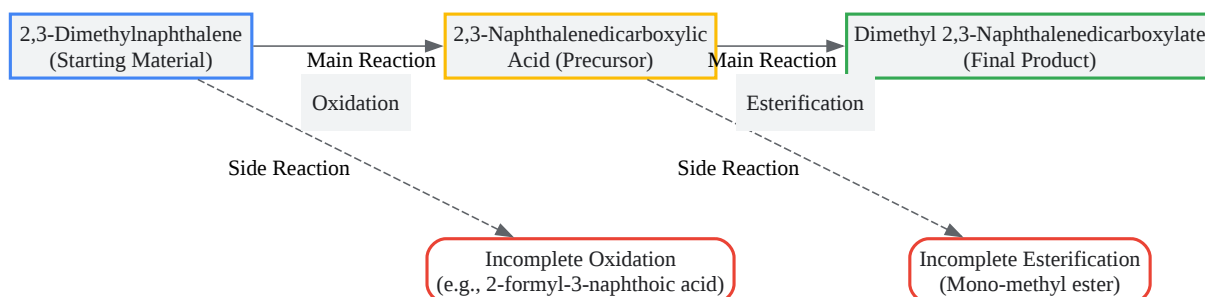 2,3-Dimethylnaphthalene
(Starting Material)
Main Reaction
2,3-Naphthalenedicarboxylic
Acid (Precursor)
Main Reaction
Dimethyl 2,3-Naphthalenedicarboxylate
(Final Product)
Oxidation
Esterification
Side Reaction
Side Reaction
Incomplete Oxidation
(e.g., 2-formyl-3-naphthoic acid)
Incomplete Esterification
(Mono-methyl ester)